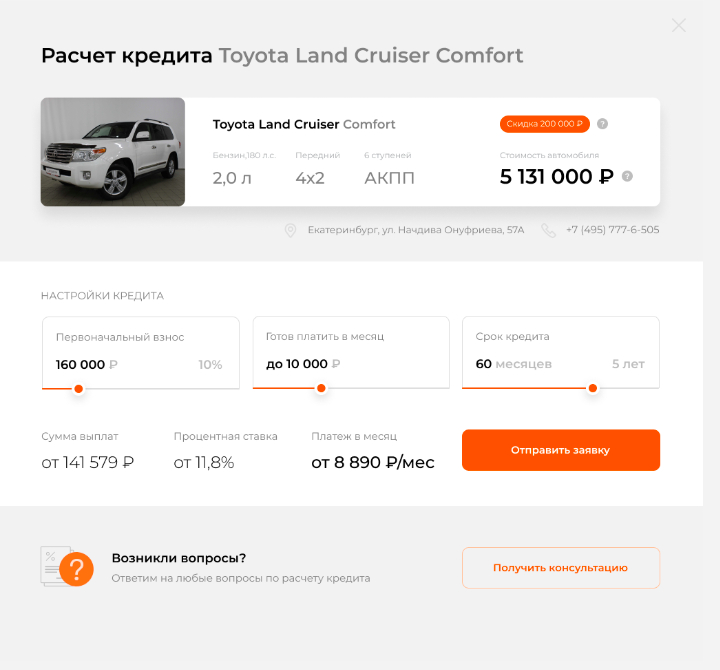 Расчет кредита Toyota Land Cruiser Comfort
Toyota Land Cruiser Comfort
Скидка 200 000 ₽ ?
Бензин,180 л.с. Передний 6 ступеней Стоимость автомобиля
2,0 л 4x2 АКПП 5 131 000 ₽ ?
Екатеринбург, ул. Начдива Онуфриева, 57А +7 (495) 777-6-505
НАСТРОЙКИ КРЕДИТА
Первоначальный взнос Готов платить в месяц Срок кредита
160 000 ₽ 10% до 10 000 ₽ 60 месяцев 5 лет
Сумма выплат Процентная ставка Платеж в месяц
от 141 579 ₽ от 11,8% от 8 890 ₽/мес Отправить заявку
% ? Возникли вопросы?
Ответим на любые вопросы по расчету кредита
Получить консультацию